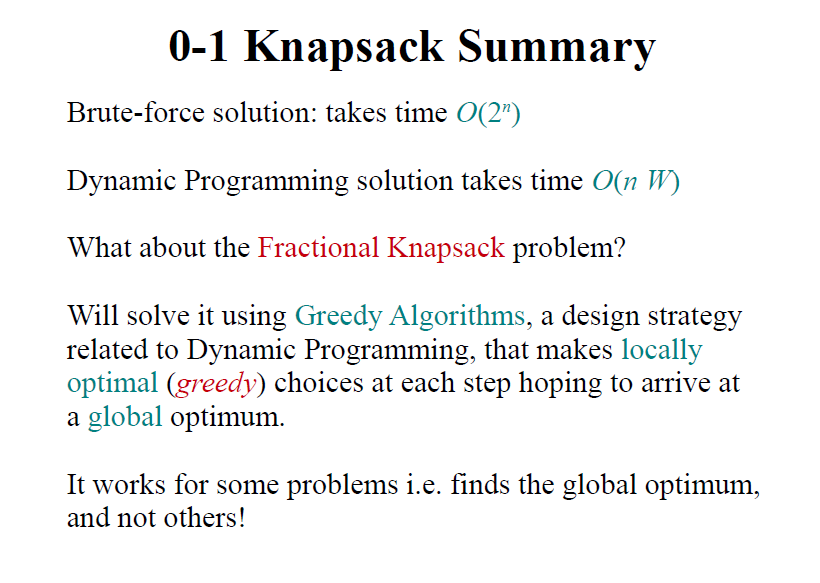 0-1 Knapsack Summary
Brute-force solution: takes time O(2ⁿ)
Dynamic Programming solution takes time O(n W)
What about the Fractional Knapsack problem?
Will solve it using Greedy Algorithms, a design strategy
related to Dynamic Programming, that makes locally
optimal (greedy) choices at each step hoping to arrive at
a global optimum.
It works for some problems i.e. finds the global optimum,
and not others!